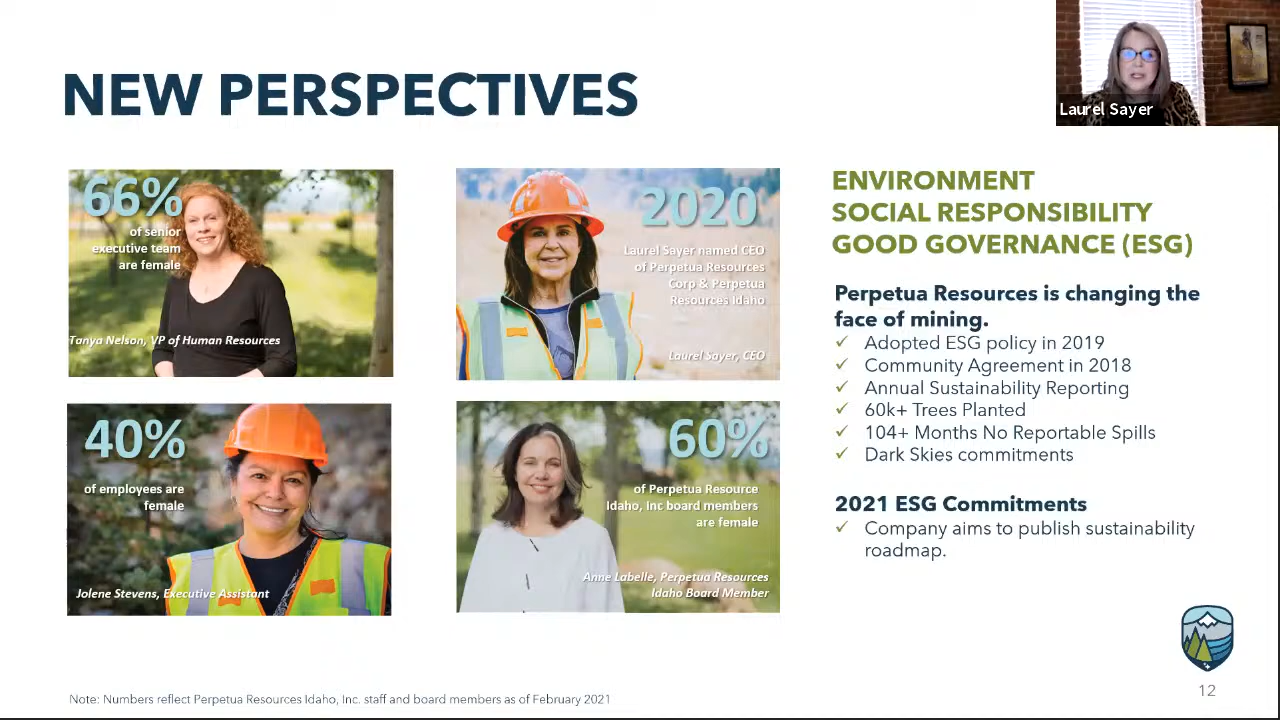 NEW PERSPECTIVES
Laurel Sayer
66%
of senior
executive team
are female
Tanya Nelson, VP of Human Resources
2020
Laurel Sayer named CEO
of Perpetua Resources
Corp & Perpetua
Resources Idaho
Laurel Sayer, CEO
40%
of employees are
female
Jolene Stevens, Executive Assistant
60%
of Perpetua Resource
Idaho, Inc board members
are female
Anne Labelle, Perpetua Resources
Idaho Board Member
ENVIRONMENT
SOCIAL RESPONSIBILITY
GOOD GOVERNANCE (ESG)
Perpetua Resources is changing the
face of mining.
✓ Adopted ESG policy in 2019
✓ Community Agreement in 2018
✓ Annual Sustainability Reporting
✓ 60k+ Trees Planted
✓ 104+ Months No Reportable Spills
✓ Dark Skies commitments
2021 ESG Commitments
✓ Company aims to publish sustainability
roadmap.
Note: Numbers reflect Perpetua Resources Idaho, Inc. staff and board members as of February 2021
12